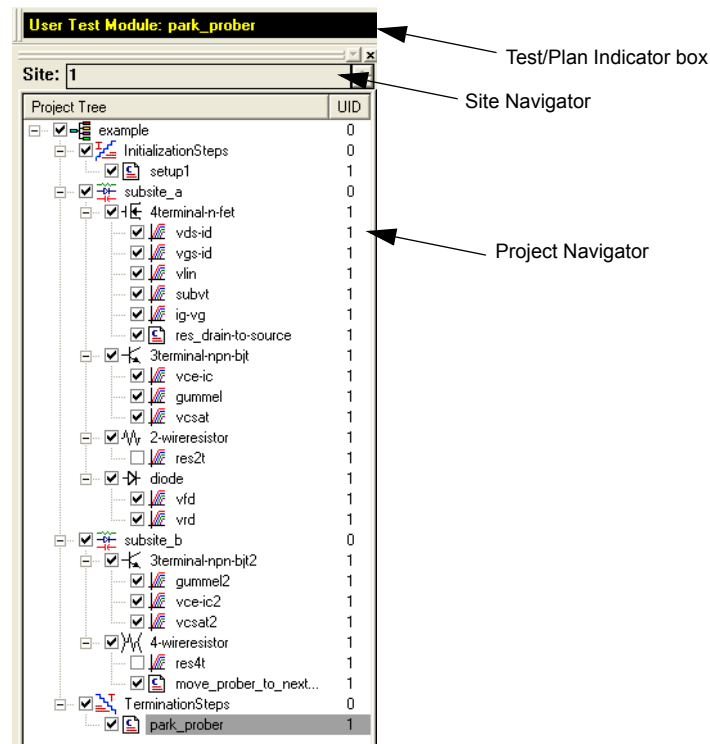 User Test Module: park_prober
Test/Plan Indicator box
Site: 1
Site Navigator
Project Tree UID
example 0
InitializationSteps 0
setup1 1
subsite_a 0
4terminal-n-fet 1
vds-id 1
Project Navigator
vgs-id 1
vlin 1
subvt 1
ig-vg 1
res_drain-to-source 1
3terminal-npn-bjt 1
vce-ic 1
gummel 1
vcsat 1
2-wireresistor 1
res2t 1
diode 1
vfd 1
vrd 1
subsite_b 0
3terminal-npn-bjt2 1
gummel2 1
vce-ic2 1
vcsat2 1
4-wireresistor 1
res4t 1
move_prober_to_next... 1
TerminationSteps 0
park_prober 1